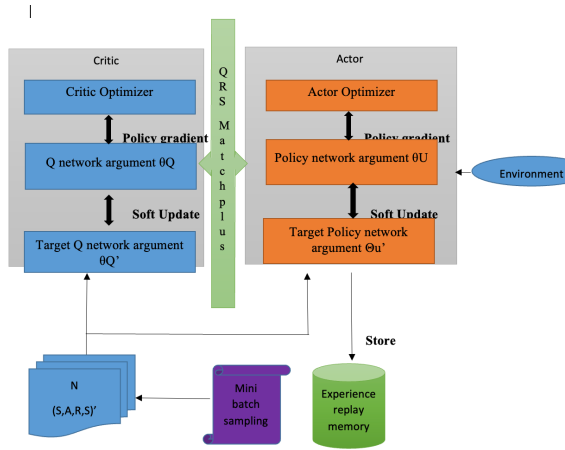 Critic
Critic Optimizer
Policy gradient
Q network argument θQ
Soft Update
Target Q network argument
θQ’
Q
R
S
M
a
t
c
h
p
l
u
s
Actor
Actor Optimizer
Policy gradient
Policy network argument θU
Soft Update
Target Policy network
argument Θu’
Environment
Store
N
(S,A,R,S)’
Mini
batch
sampling
Experience
replay
memory